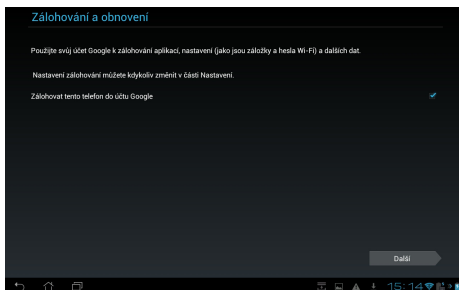 Zálohování a obnovení
Použijte svůj účet Google k zálohování aplikací, nastavení (jako jsou záložky a hesla Wi-Fi) a dalších dat.
Nastavení zálohování můžete kdykoliv změnit v části Nastavení.
Zálohovat tento telefon do účtu Google
Další
15:14